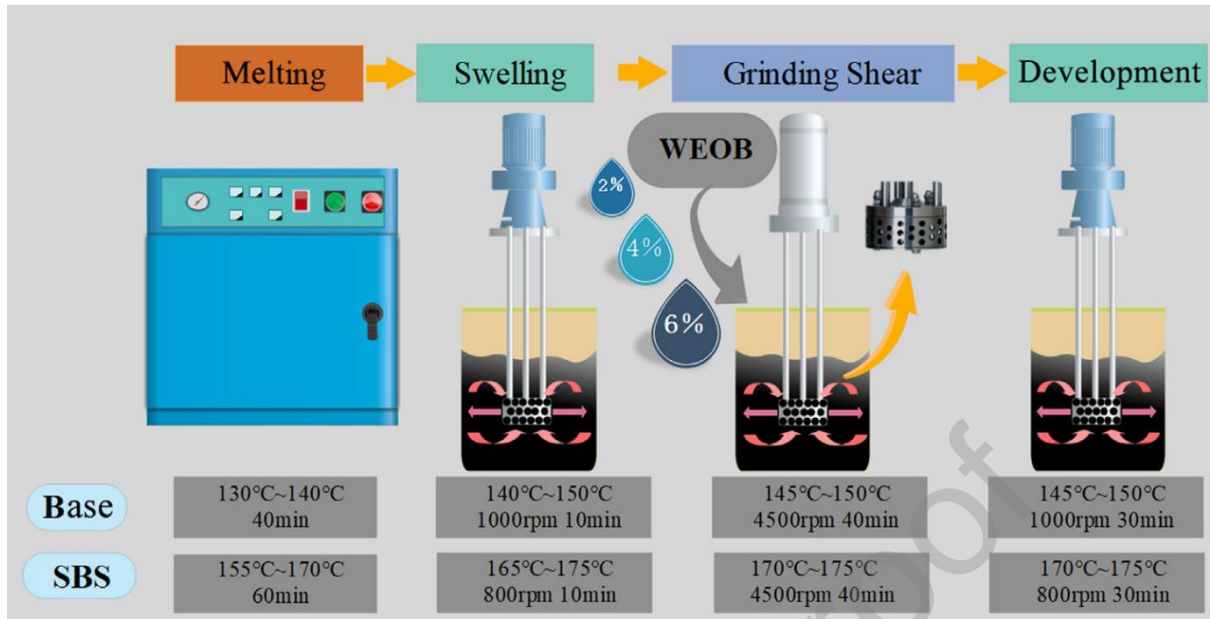 Melting
Swelling
Grinding Shear
Development
WEOB
2%
4%
6%
Base
130℃~140℃
40min
140℃~150℃
1000rpm 10min
145℃~150℃
4500rpm 40min
145℃~150℃
1000rpm 30min
SBS
155℃~170℃
60min
165℃~175℃
800rpm 10min
170℃~175℃
4500rpm 40min
170℃~175℃
800rpm 30min
roof